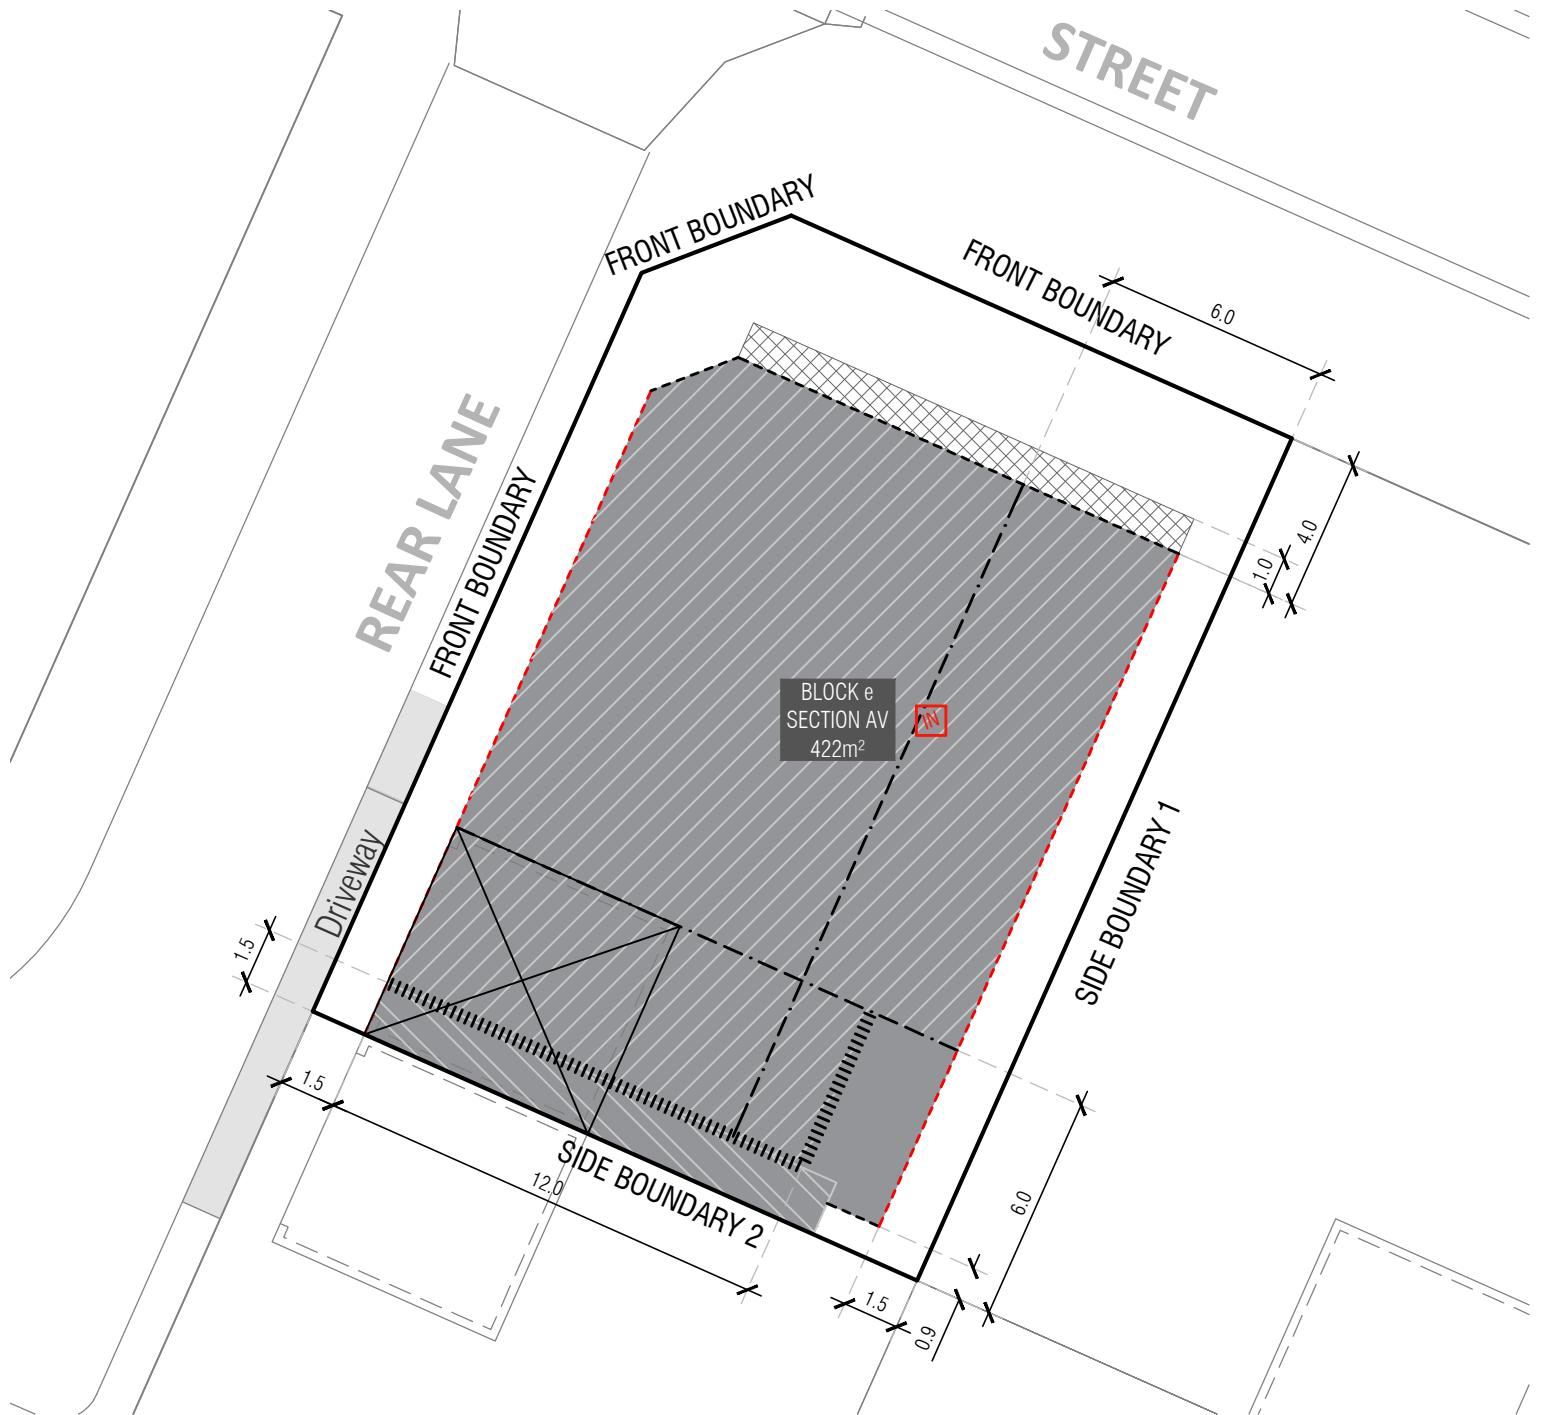 STREET
FRONT BOUNDARY
FRONT BOUNDARY
6.0
REAR LANE
FRONT BOUNDARY
4.0
1.0
BLOCK e
SECTION AV
422m²
IN
SIDE BOUNDARY 1
Driveway
1.5
1.5
SIDE BOUNDARY 2
12.0
6.0
1.5
0.9